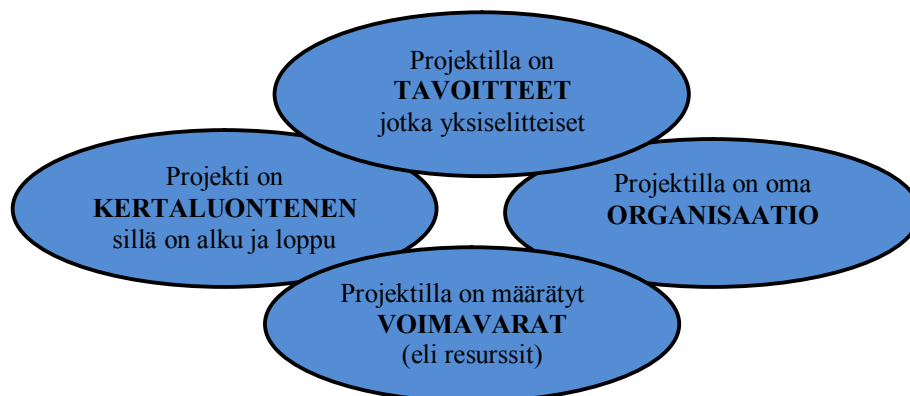 Projektilla on
TAVOITTEET
jotka yksiselitteiset
Projekti on
KERTALUONTENEN
sillä on alku ja loppu
Projektilla on oma
ORGANISAATIO
Projektilla on määrätyt
VOIMAVARAT
(eli resurssit)